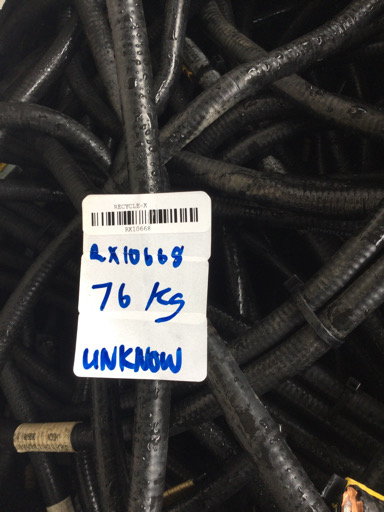 RECYCLE-X
RX10668
RX10668
76 Kg
UNKNOW